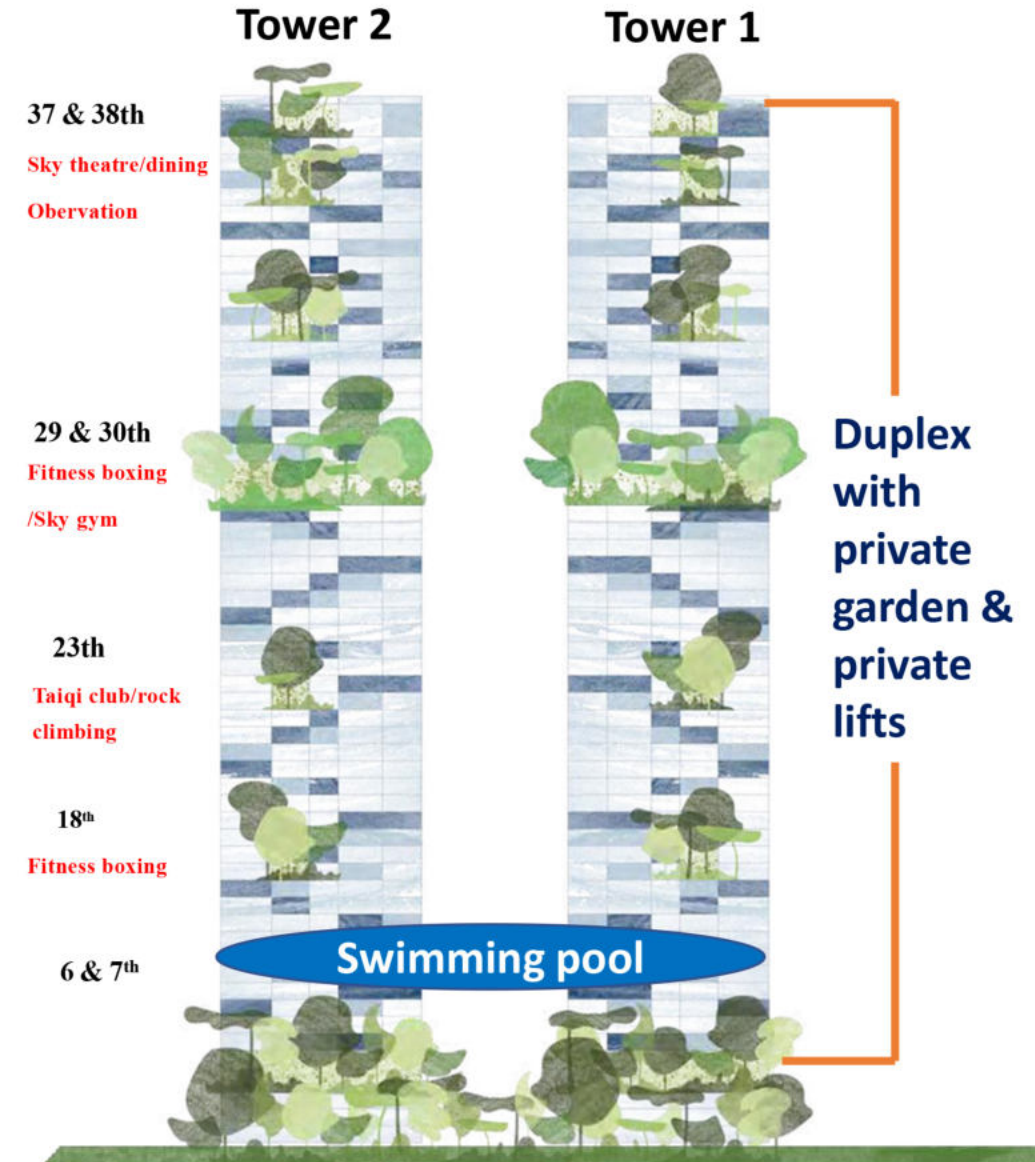 Tower 2
Tower 1
37 & 38th
Sky theatre/dining
Obervation
29 & 30th
Fitness boxing
/Sky gym
23th
Taiqi club/rock
climbing
18th
Fitness boxing
6 & 7th
Swimming pool
Duplex
with
private
garden &
private
lifts